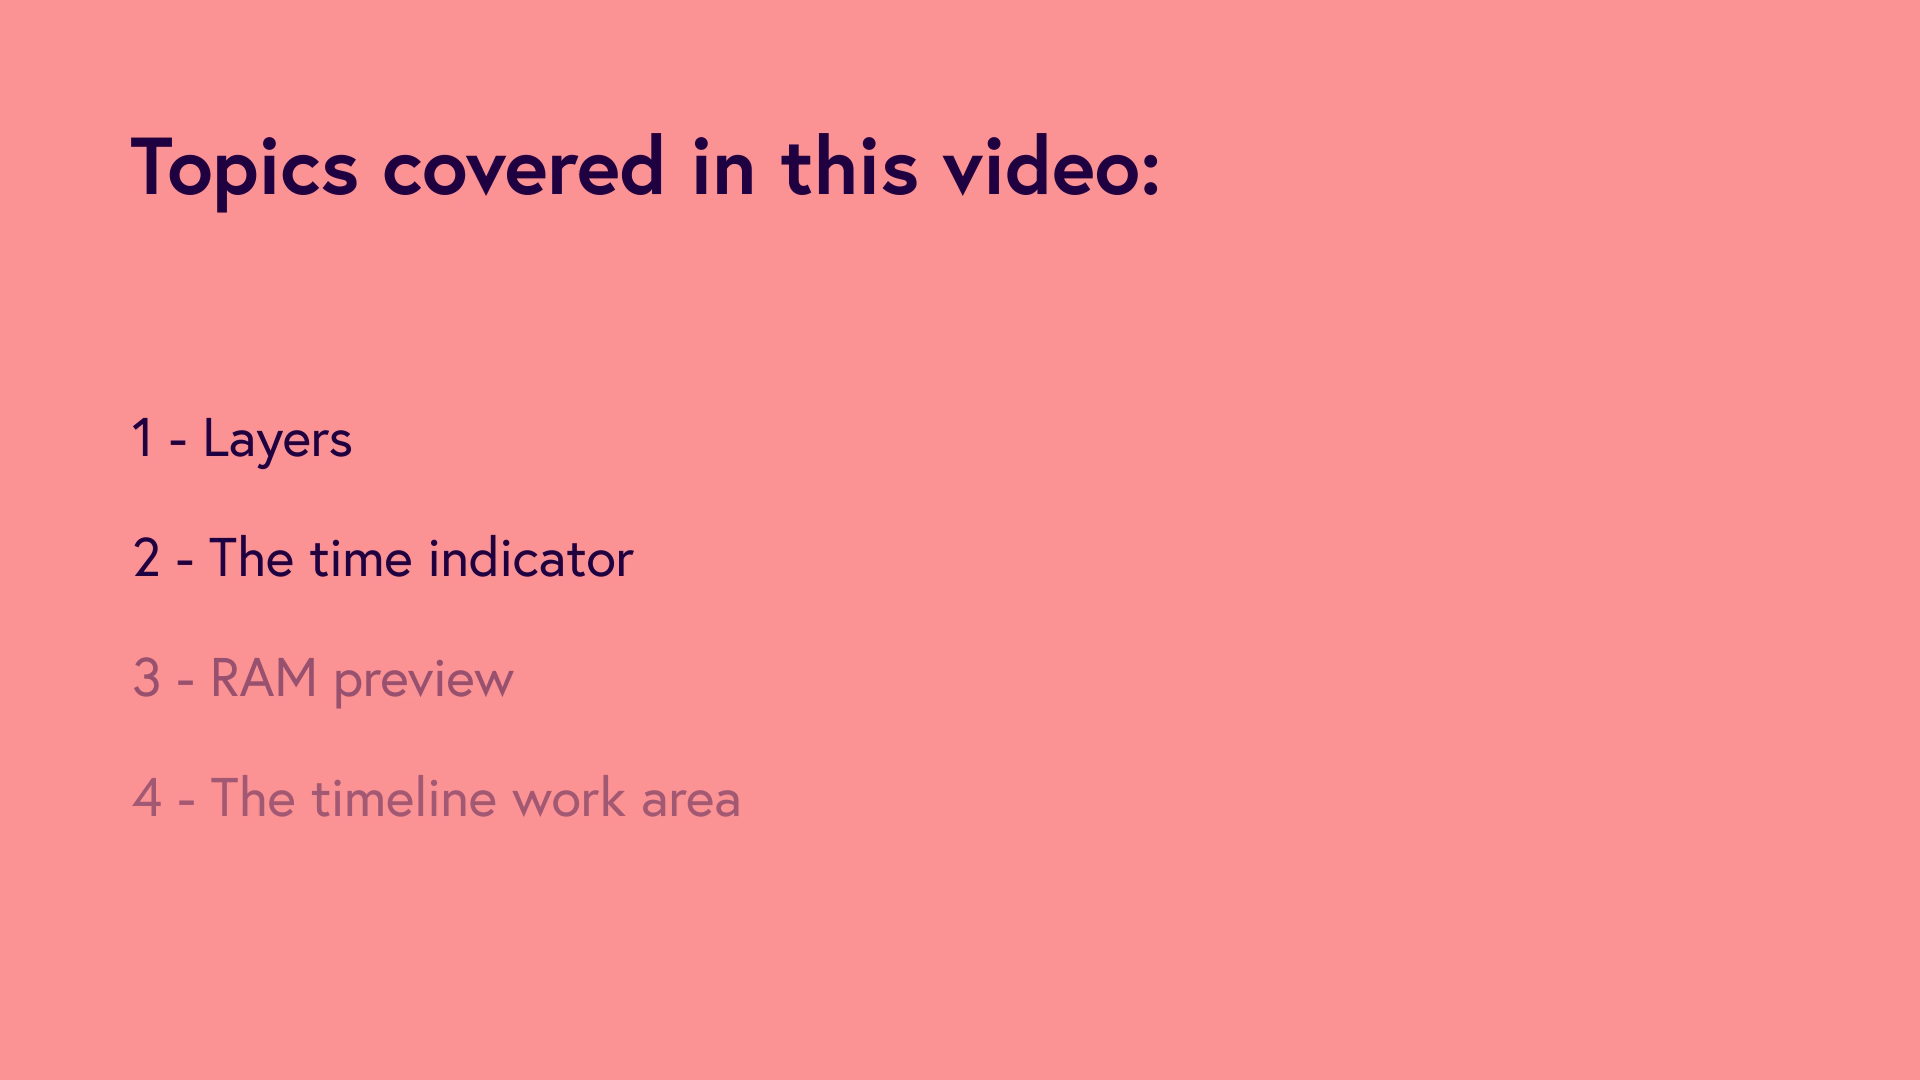 Topics covered in this video:
1 - Layers
2 - The time indicator
3 - RAM preview
4 - The timeline work area